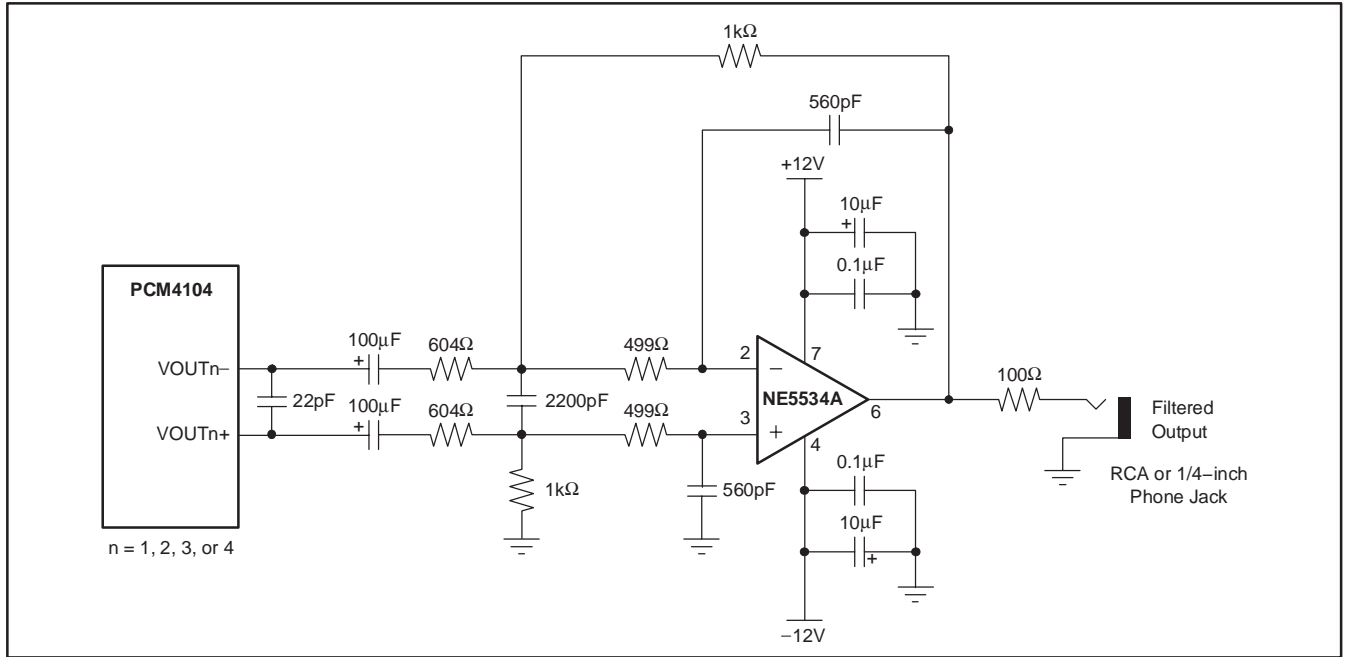 1kΩ
560pF
+12V
10µF
+
0.1µF
PCM4104
100µF
604Ω
499Ω
2
7
VOUTn−
+
−
100Ω
22pF
100µF
604Ω
2200pF
499Ω
NE5534A
6
Filtered
Output
VOUTn+
+
3
+
4
RCA or 1/4−inch
Phone Jack
1kΩ
560pF
0.1µF
10µF
+
n = 1, 2, 3, or 4
−12V